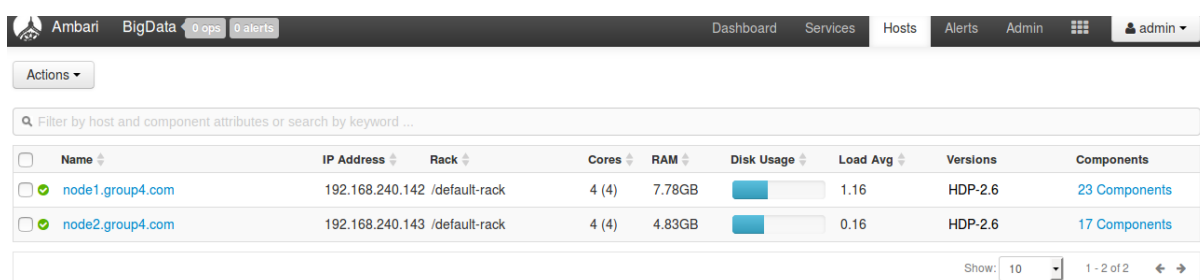 Ambari BigData 0 ops 0 alerts Dashboard Services Hosts Alerts Admin admin
Actions
Filter by host and component attributes or search by keyword ...
Name IP Address Rack Cores RAM Disk Usage Load Avg Versions Components
node1.group4.com 192.168.240.142 /default-rack 4 (4) 7.78GB 1.16 HDP-2.6 23 Components
node2.group4.com 192.168.240.143 /default-rack 4 (4) 4.83GB 0.16 HDP-2.6 17 Components
Show: 10 1 - 2 of 2